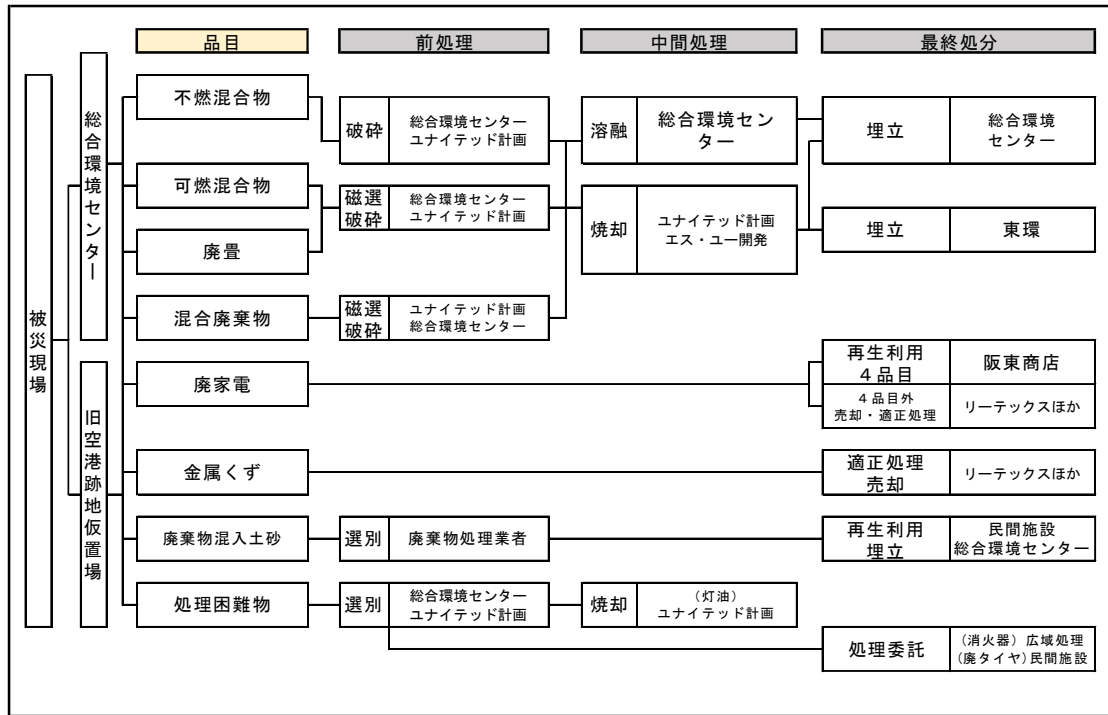 品目
前処理
中間処理
最終処分
被災現場
総合環境センター
旧空港跡地仮置場
不燃混合物
破砕
総合環境センター
ユナイテッド計画
溶融
総合環境セン
ター
埋立
総合環境
センター
可燃混合物
磁選
破砕
総合環境センター
ユナイテッド計画
焼却
ユナイテッド計画
エス・ユー開発
埋立
東環
廃畳
混合廃棄物
磁選
破砕
ユナイテッド計画
総合環境センター
廃家電
再生利用
4品目
阪東商店
4品目外
売却・適正処理
リーテックスほか
金属くず
適正処理
売却
リーテックスほか
廃棄物混入土砂
選別
廃棄物処理業者
再生利用
埋立
民間施設
総合環境センター
処理困難物
選別
総合環境センター
ユナイテッド計画
焼却
(灯油)
ユナイテッド計画
処理委託
(消火器)広域処理
(廃タイヤ)民間施設